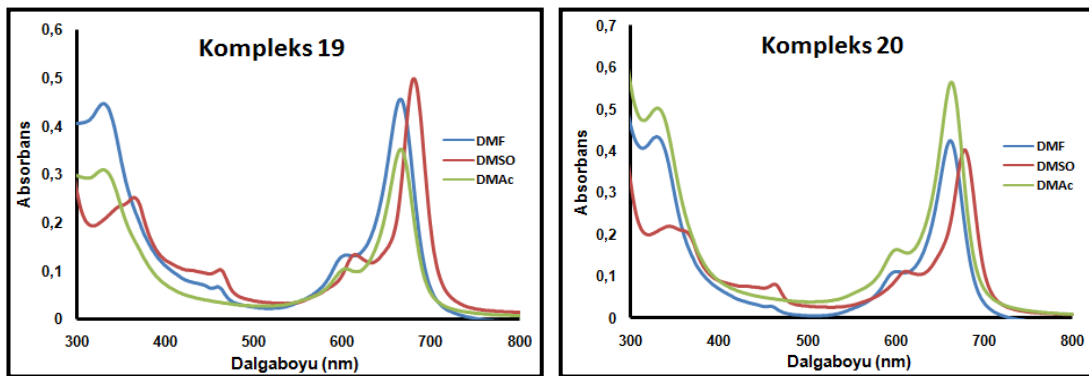 Kompleks 19
Absorbans
0,6
0,5
0,4
0,3
0,2
0,1
0
DMF
DMSO
DMAc
300 400 500 600 700 800
Dalgaboyu (nm)
Kompleks 20
Absorbans
0,7
0,6
0,5
0,4
0,3
0,2
0,1
0
DMF
DMSO
DMAc
300 400 500 600 700 800
Dalgaboyu (nm)